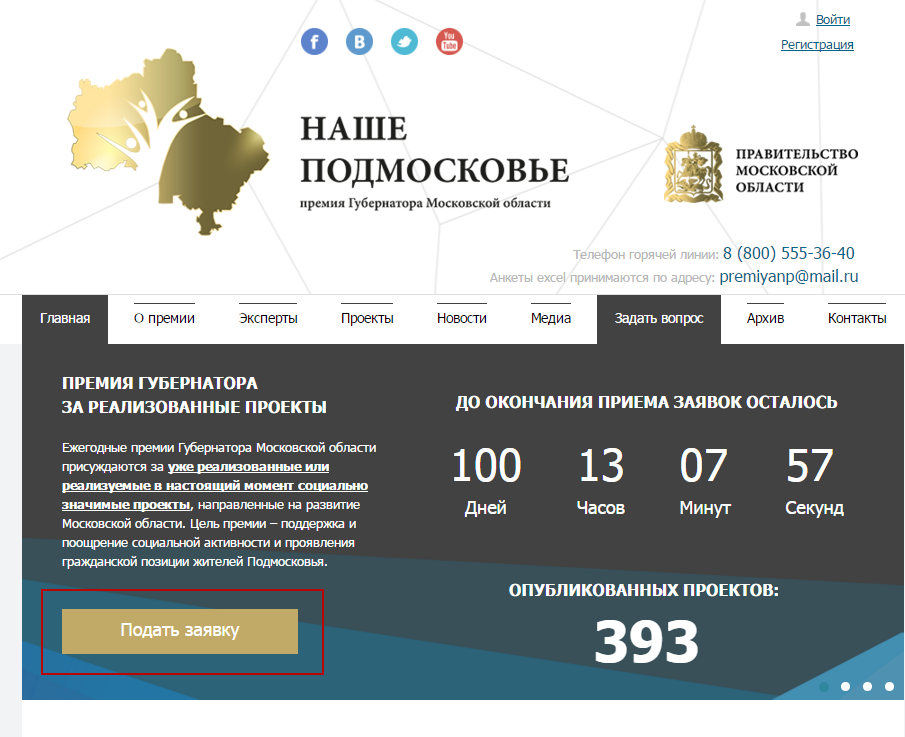 Войти
Регистрация
f
B
You
Tube
НАШЕ
ПОДМОСКОВЬЕ
премия Губернатора Московской области
ПРАВИТЕЛЬСТВО
МОСКОВСКОЙ
ОБЛАСТИ
Телефон горячей линии: 8 (800) 555-36-40
Анкеты excel принимаются по адресу: premiyanp@mail.ru
Главная О премии Эксперты Проекты Новости Медиа Задать вопрос Архив Контакты
ПРЕМИЯ ГУБЕРНАТОРА
ЗА РЕАЛИЗОВАННЫЕ ПРОЕКТЫ
Ежегодные премии Губернатора Московской области
присуждаются за уже реализованные или
реализуемые в настоящий момент социально
значимые проекты, направленные на развитие
Московской области. Цель премии – поддержка и
поощрение социальной активности и проявления
гражданской позиции жителей Подмосковья.
Подать заявку
ДО ОКОНЧАНИЯ ПРИЕМА ЗАЯВОК ОСТАЛОСЬ
100 13 07 57
Дней Часов Минут Секунд
ОПУБЛИКОВАННЫХ ПРОЕКТОВ:
393